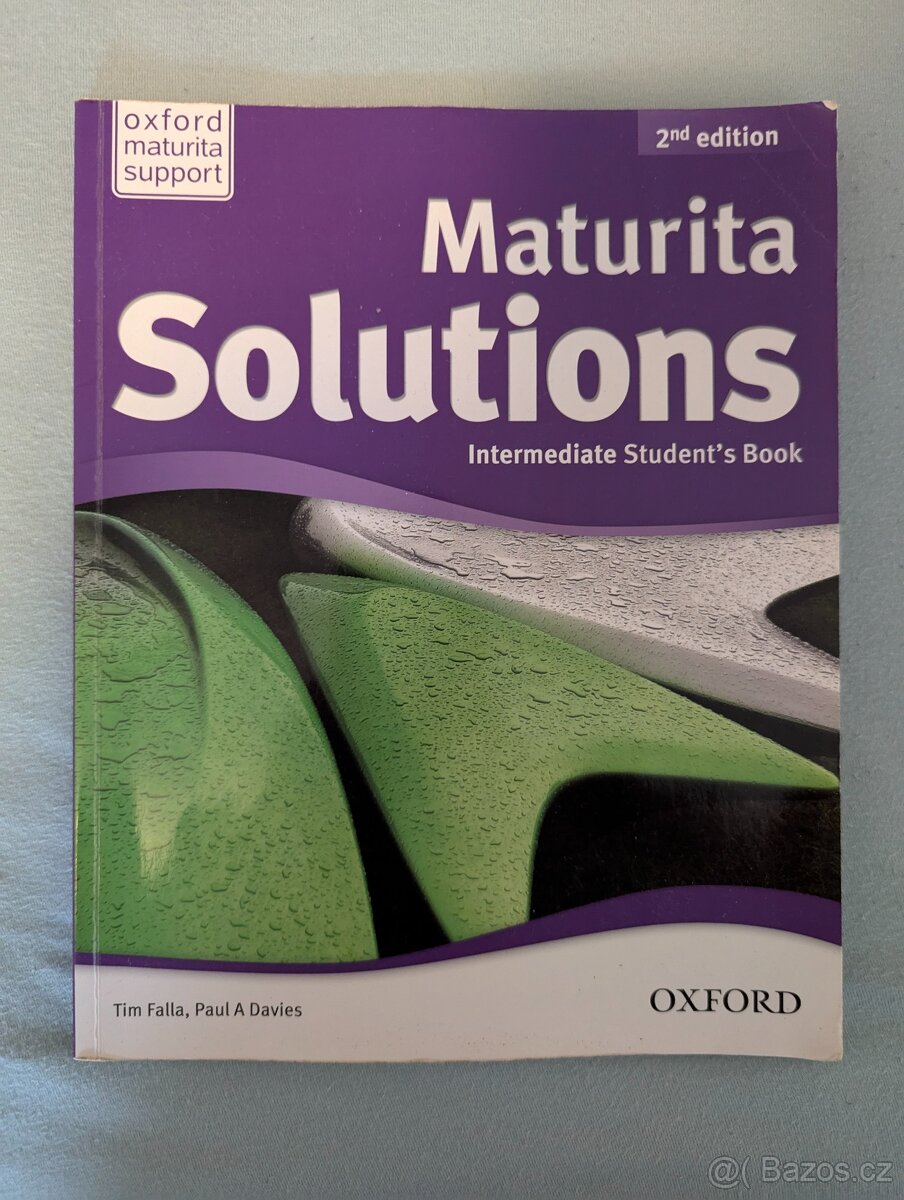 oxford
maturita
support
2nd edition
Maturita
Solutions
Intermediate Student's Book
Tim Falla, Paul A Davies
OXFORD
@( Bazos.cz